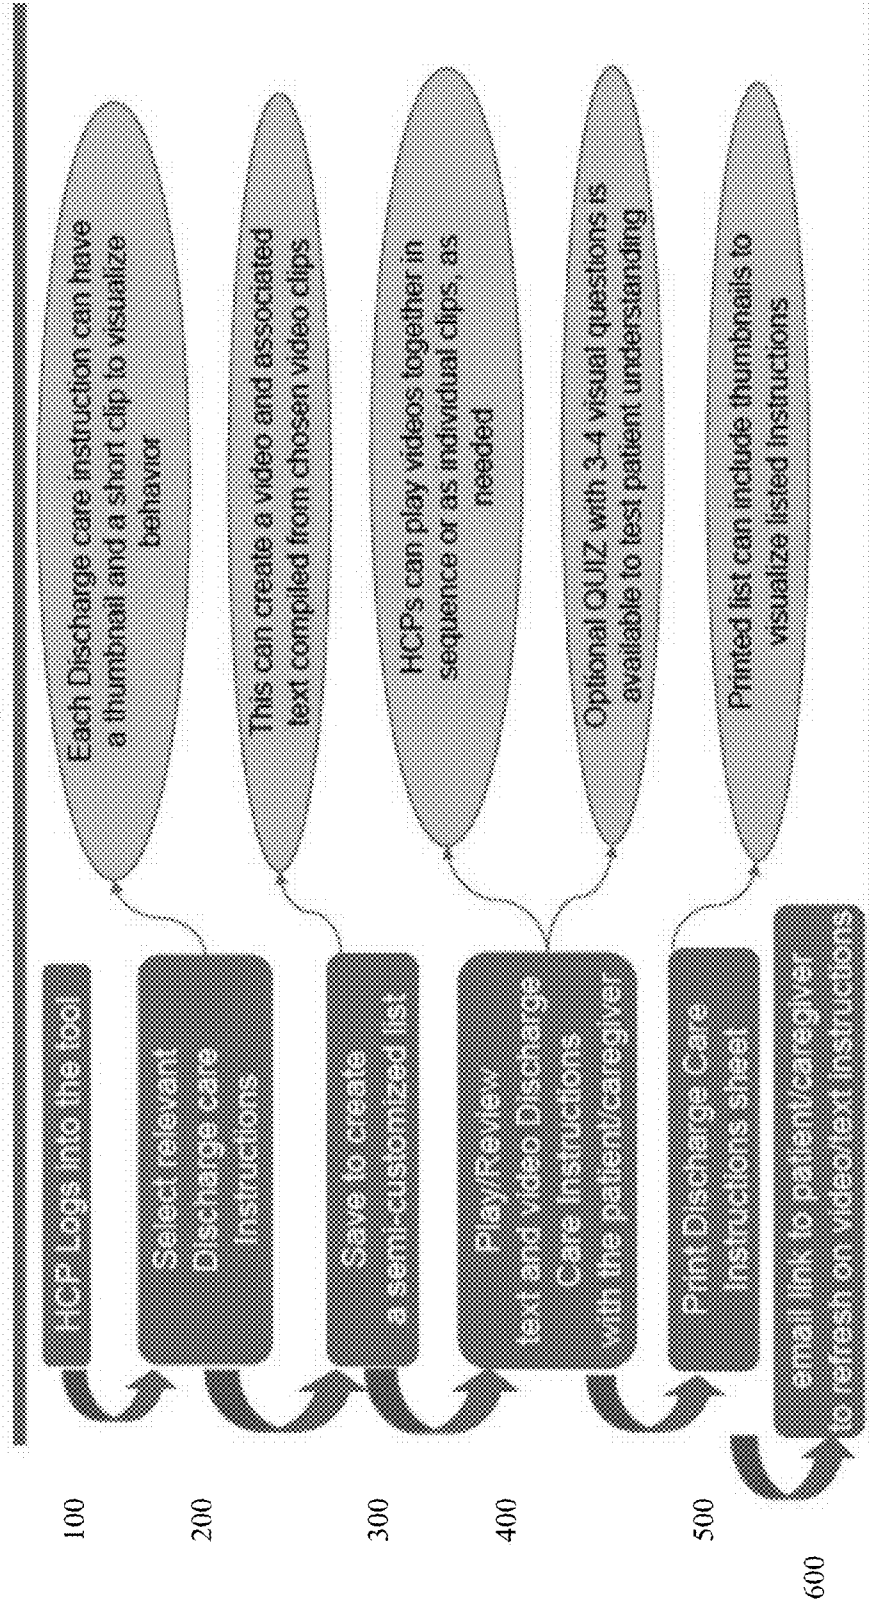 100
HCP Logs into the tool
200
Select relevant
Discharge care
Instructions
Each Discharge care instruction can have
a thumbnail and a short clip to visualize
behavior
300
Save to create
a semi-customized list
This can create a video and associated
text compiled from chosen video clips
400
Play/Review
text and video Discharge
Care Instructions
with the patient/caregiver
HCPs can play videos together in
sequence or as individual clips, as
needed
Optional QUIZ with 3-4 visual questions is
available to test patient understanding
500
Print Discharge Care
Instructions sheet
Printed list can include thumbnails to
visualize listed Instructions
600
email link to patient/caregiver
to refresh on video/text instructions